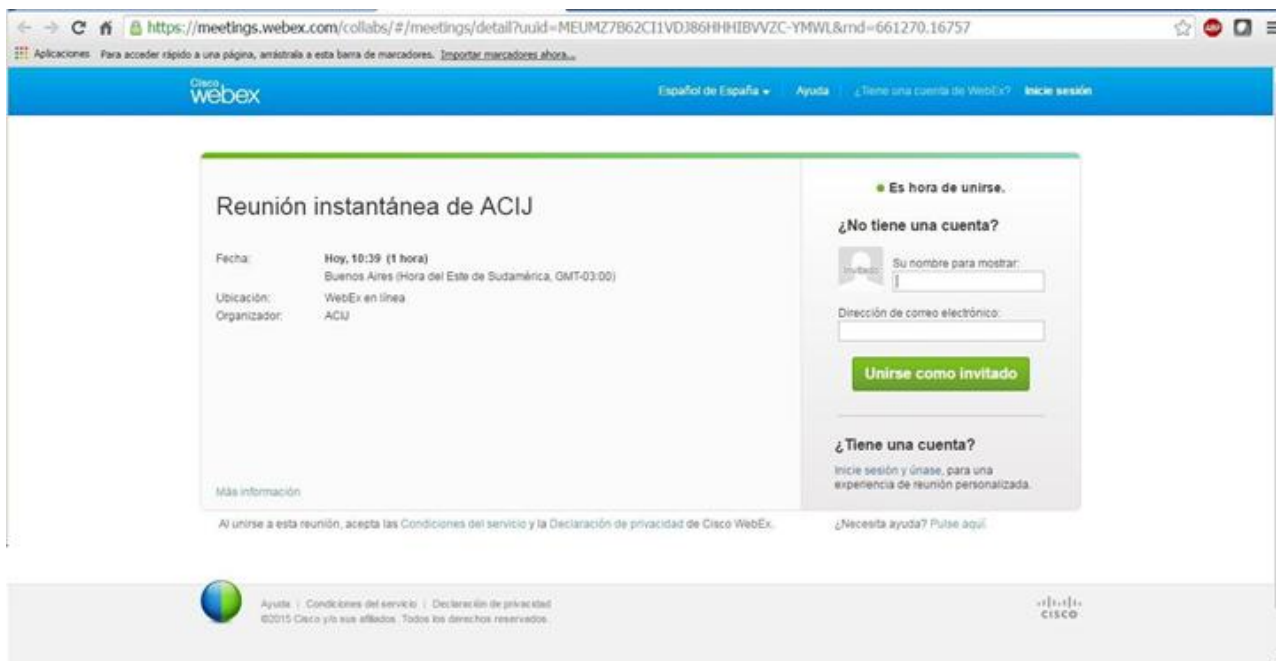 https://meetings.webex.com/collabs/#/meetings/detail?uuid=MEUMZ7B62CI1VDJ86HHHIBVVZC-YMWL&rnd=661270.16757
Aplicaciones Para acceder rápido a una página, arrástrala a esta barra de marcadores. Importar marcadores ahora...
Cisco
webex
Español de España Ayuda ¿Tiene una cuenta de WebEx? Inicie sesión
Reunión instantánea de ACIJ
Fecha: Hoy, 10:39 (1 hora)
Buenos Aires (Hora del Este de Sudamérica, GMT-03:00)
Ubicación: WebEx en línea
Organizador: ACIJ
Más información
Es hora de unirse.
¿No tiene una cuenta?
Invitado
Su nombre para mostrar:
Dirección de correo electrónico:
Unirse como invitado
¿Tiene una cuenta?
Inicie sesión y únase, para una
experiencia de reunión personalizada.
Al unirse a esta reunión, acepta las Condiciones del servicio y la Declaración de privacidad de Cisco WebEx.
¿Necesita ayuda? Pulse aquí.
Ayuda | Condiciones del servicio | Declaración de privacidad
©2015 Cisco y/o sus afiliados. Todos los derechos reservados.
CISCO